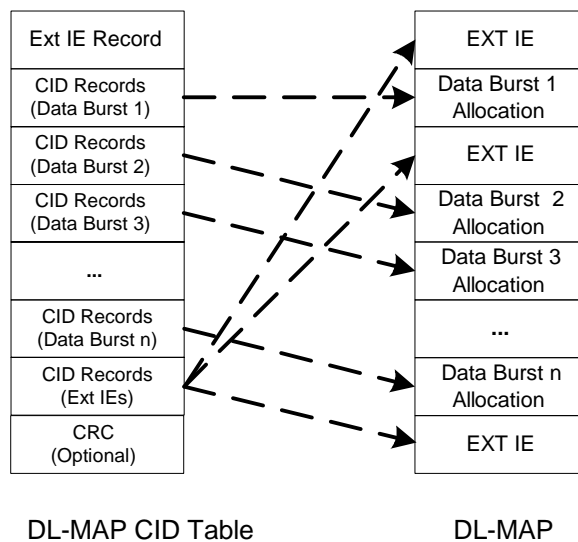 Ext IE Record
CID Records
(Data Burst 1)
CID Records
(Data Burst 2)
CID Records
(Data Burst 3)
...
CID Records
(Data Burst n)
CID Records
(Ext IEs)
CRC
(Optional)
DL-MAP CID Table
EXT IE
Data Burst 1
Allocation
EXT IE
Data Burst 2
Allocation
Data Burst 3
Allocation
...
Data Burst n
Allocation
EXT IE
DL-MAP